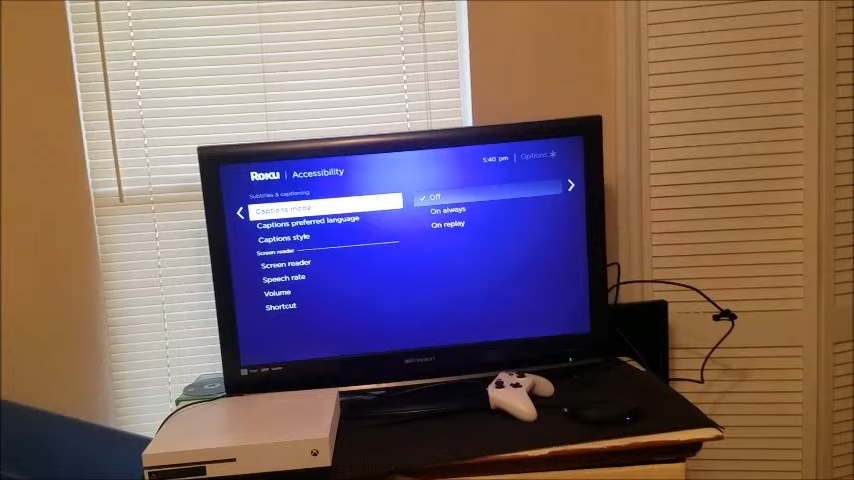 Roku | Accessibility
5:40 pm | Options
Subtitles & captioning
Captions mode
Captions preferred language
Captions style
Screen reader
Screen reader
Speech rate
Volume
Shortcut
Off
On always
On replay